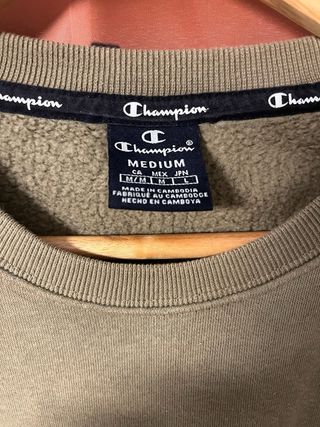 Champion Champion Champion
Champion®
MEDIUM
CA MEX JPN
M/M M L
MADE IN CAMBODIA
FABRIQUÉ AU CAMBODGE
HECHO EN CAMBOYA